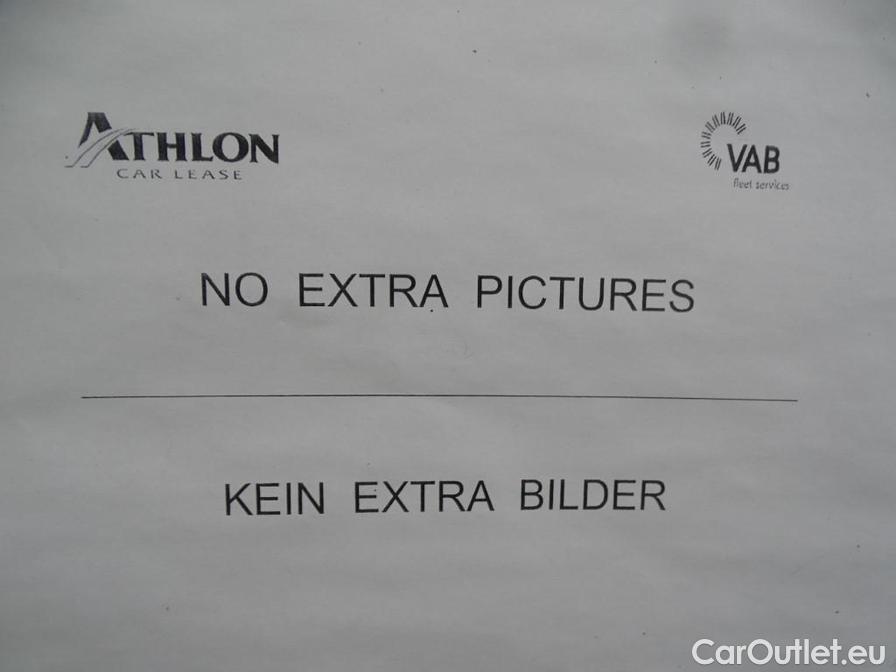 ATHLON
CAR LEASE
VAB
fleet services
NO EXTRA PICTURES
KEIN EXTRA BILDER
CarOutlet.eu